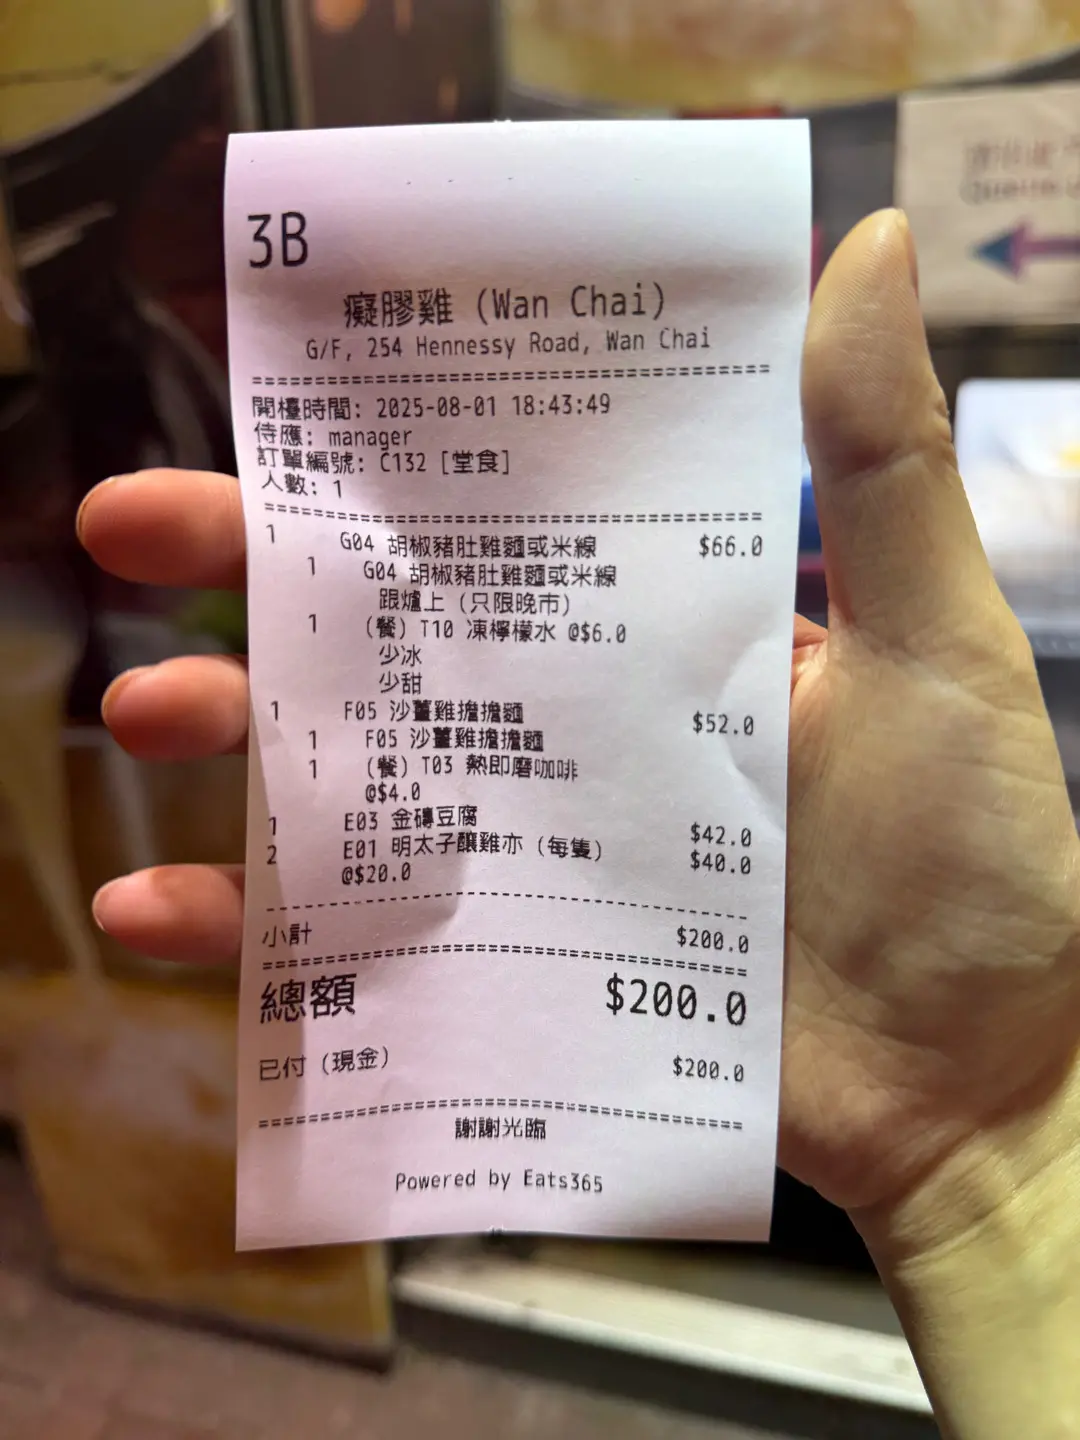 3B
癡膠雞 (Wan Chai)
G/F, 254 Hennessy Road, Wan Chai
開檯時間: 2025-08-01 18:43:49
侍應: manager
訂單編號: C132 [堂食]
人數: 1
1 G04 胡椒豬肚雞麵或米線 $66.0
1 G04 胡椒豬肚雞麵或米線
跟爐上 (只限晚市)
1 (餐) T10 凍檸檬水 @$6.0
少冰
少甜
1 F05 沙薑雞擔擔麵 $52.0
1 F05 沙薑雞擔擔麵
1 (餐) T03 熱即磨咖啡
@$4.0
1 E03 金磚豆腐 $42.0
2 E01 明太子釀雞亦 (每隻) $40.0
@$20.0
小計 $200.0
總額 $200.0
已付 (現金) $200.0
謝謝光臨
Powered by Eats365